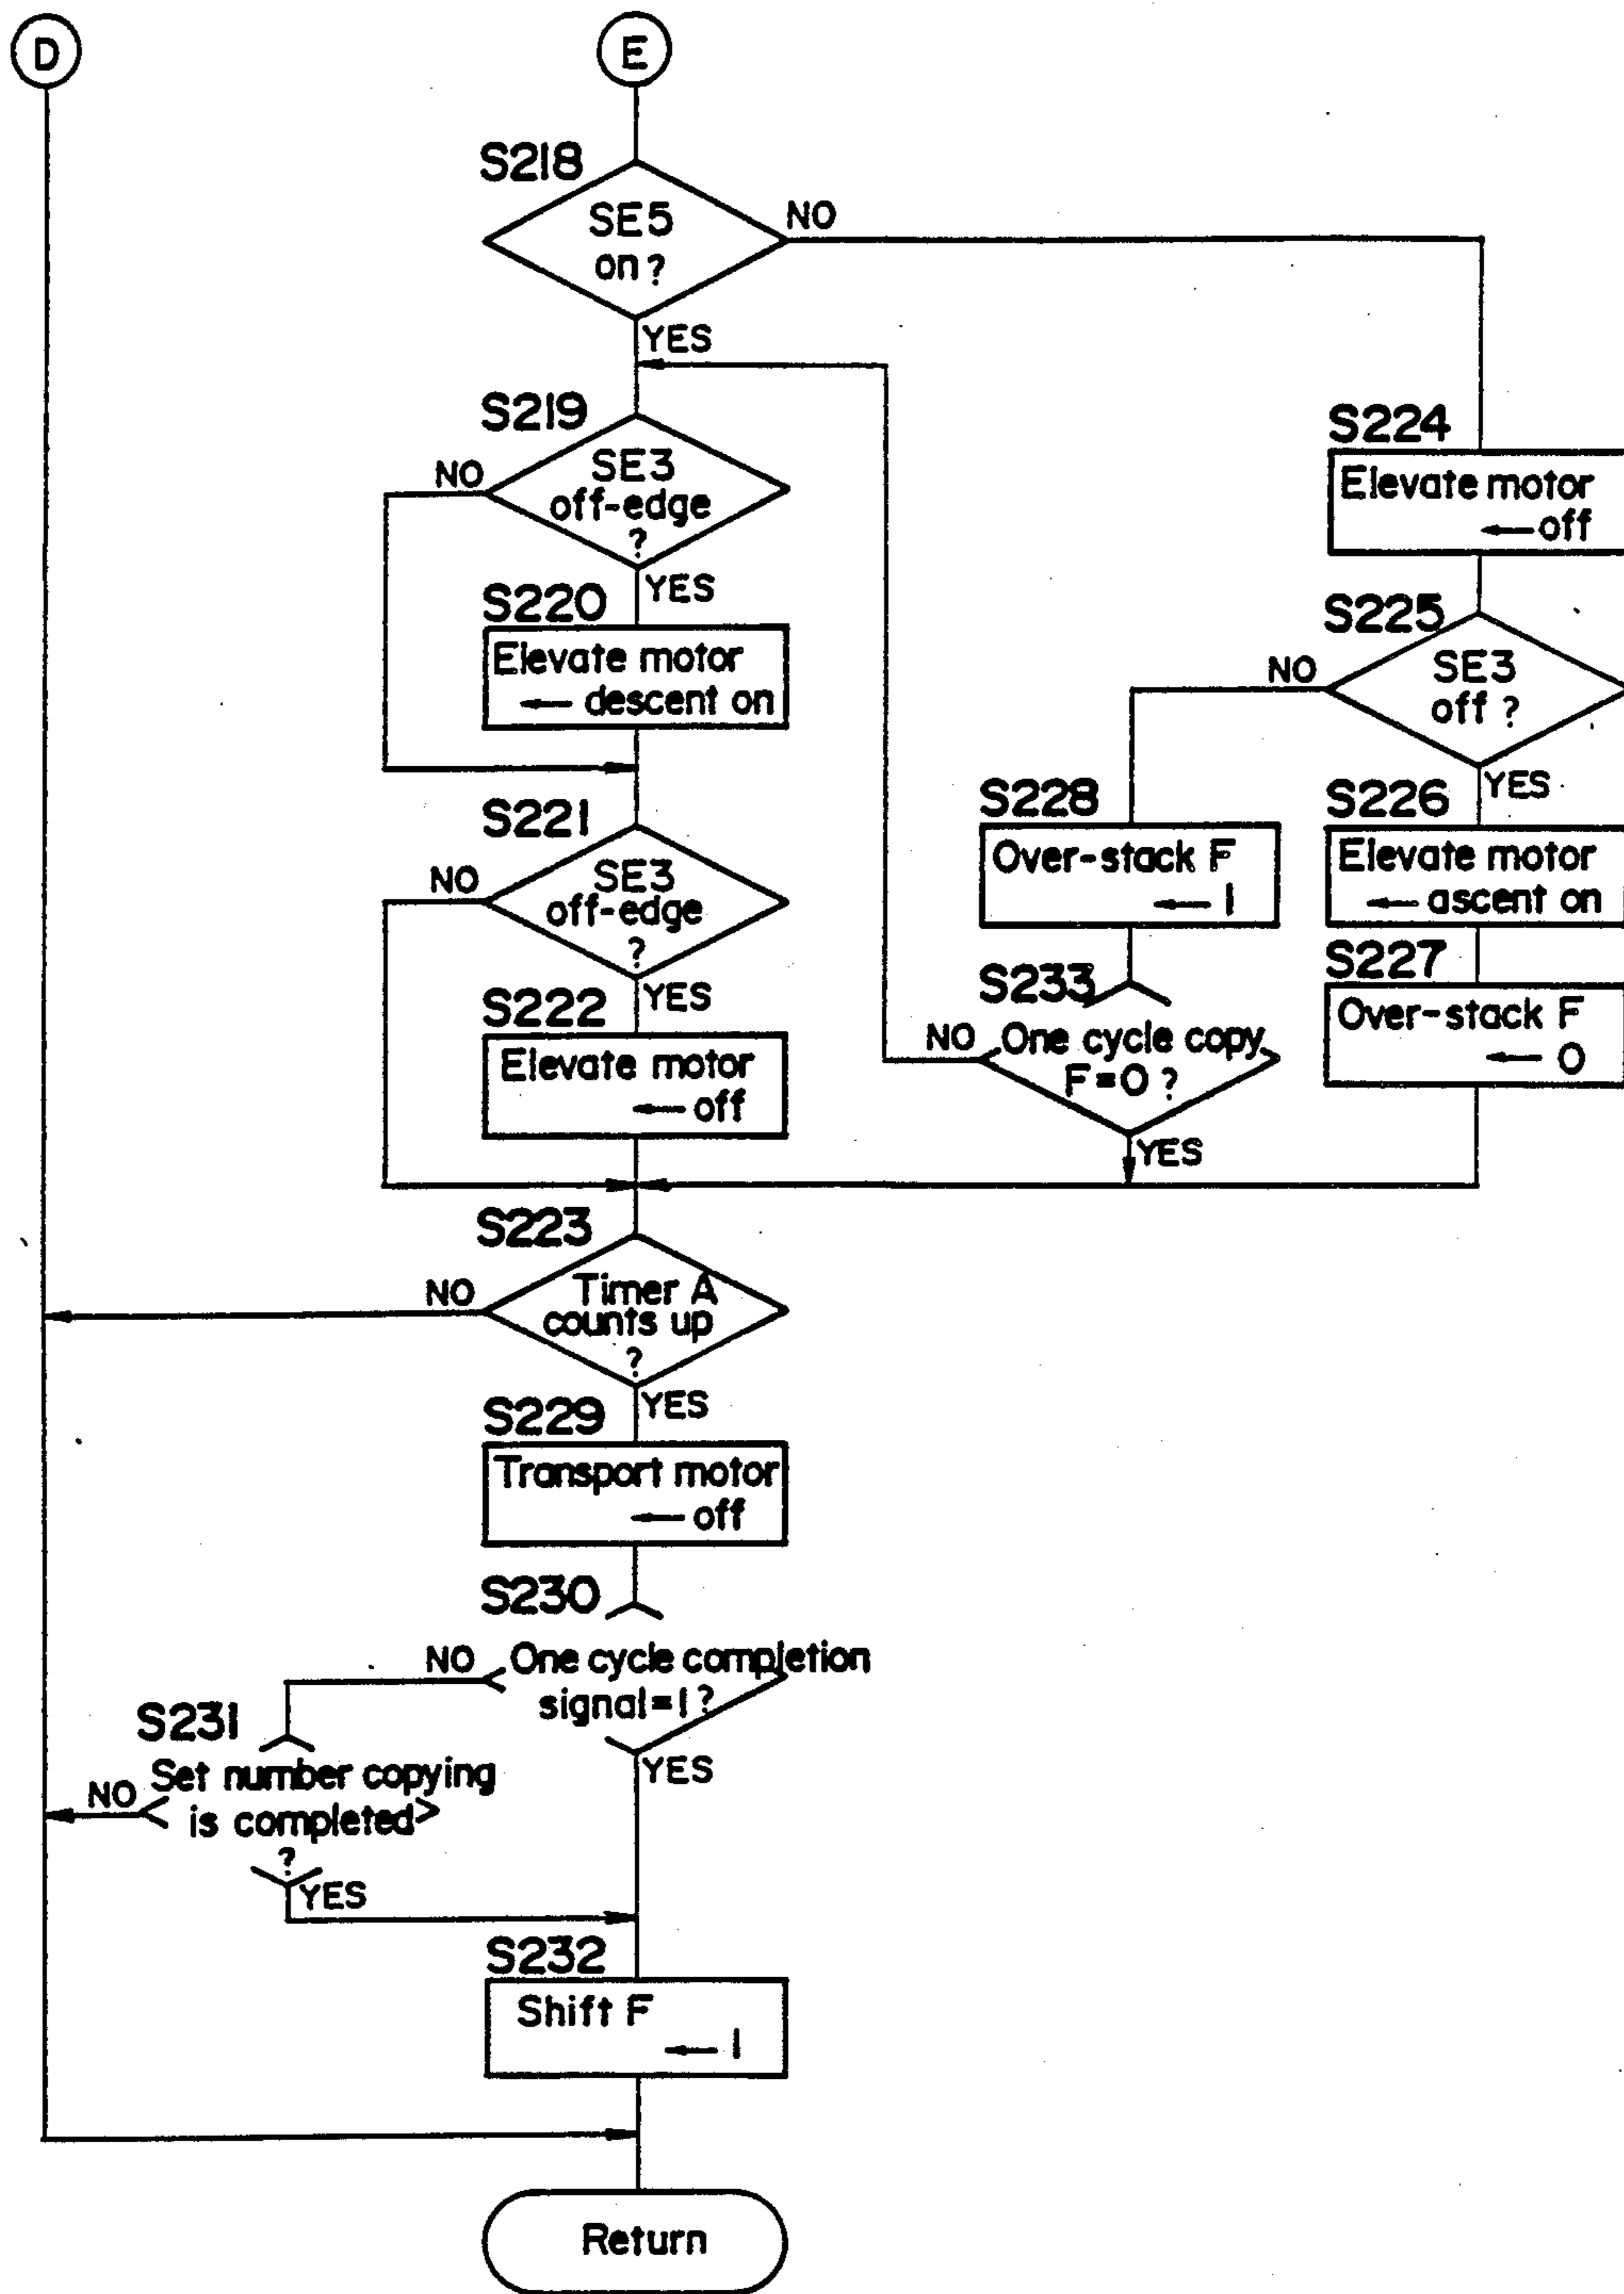 D
E
S218
SE5
on ?
NO
YES
S219
SE3
off-edge
?
NO
YES
S220
Elevate motor
← descent on
S221
SE3
off-edge
?
NO
YES
S222
Elevate motor
← off
S224
Elevate motor
← off
S225
SE3
off ?
NO
YES
S228
Over-stack F
← 1
S226
Elevate motor
← ascent on
S233
One cycle copy
F=0 ?
NO
YES
S227
Over-stack F
← 0
S223
Timer A
counts up
?
NO
YES
S229
Transport motor
← off
S230
One cycle completion
signal=1 ?
NO
YES
S231
Set number copying
is completed
?
NO
YES
S232
Shift F
← 1
Return